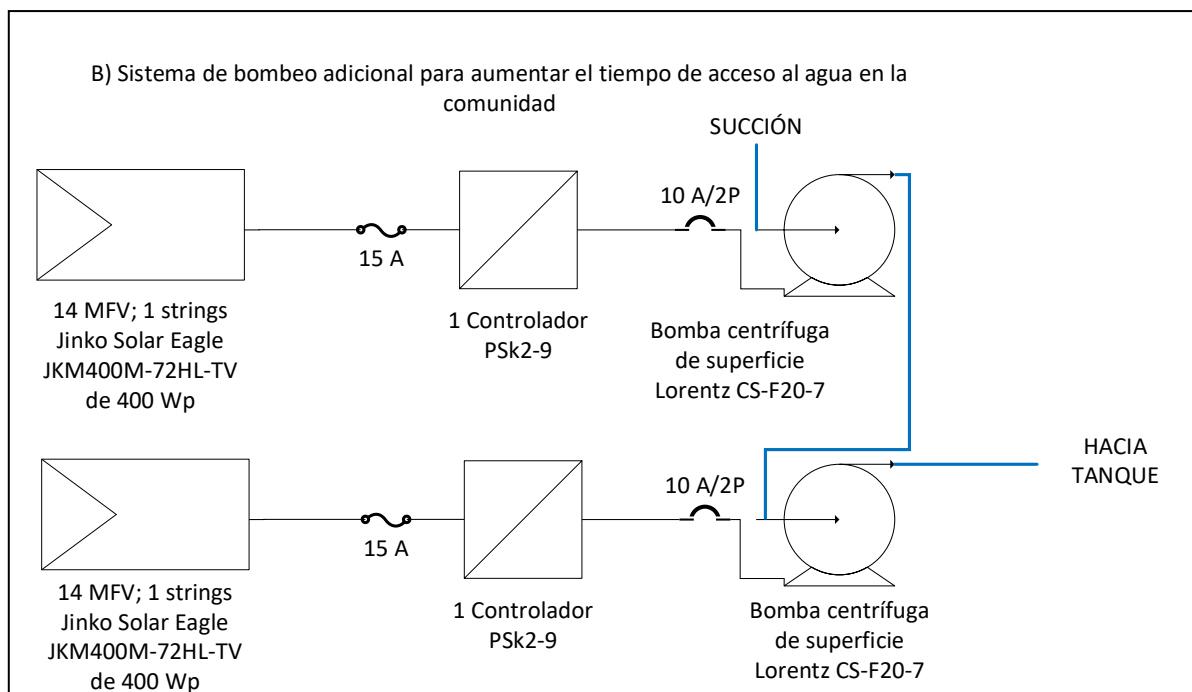 B) Sistema de bombeo adicional para aumentar el tiempo de acceso al agua en la
comunidad
SUCCIÓN
10 A/2P
15 A
14 MFV; 1 strings
Jinko Solar Eagle
JKM400M-72HL-TV
de 400 Wp
1 Controlador
PSk2-9
Bomba centrífuga
de superficie
Lorentz CS-F20-7
HACIA
TANQUE
10 A/2P
15 A
14 MFV; 1 strings
Jinko Solar Eagle
JKM400M-72HL-TV
de 400 Wp
1 Controlador
PSk2-9
Bomba centrífuga
de superficie
Lorentz CS-F20-7